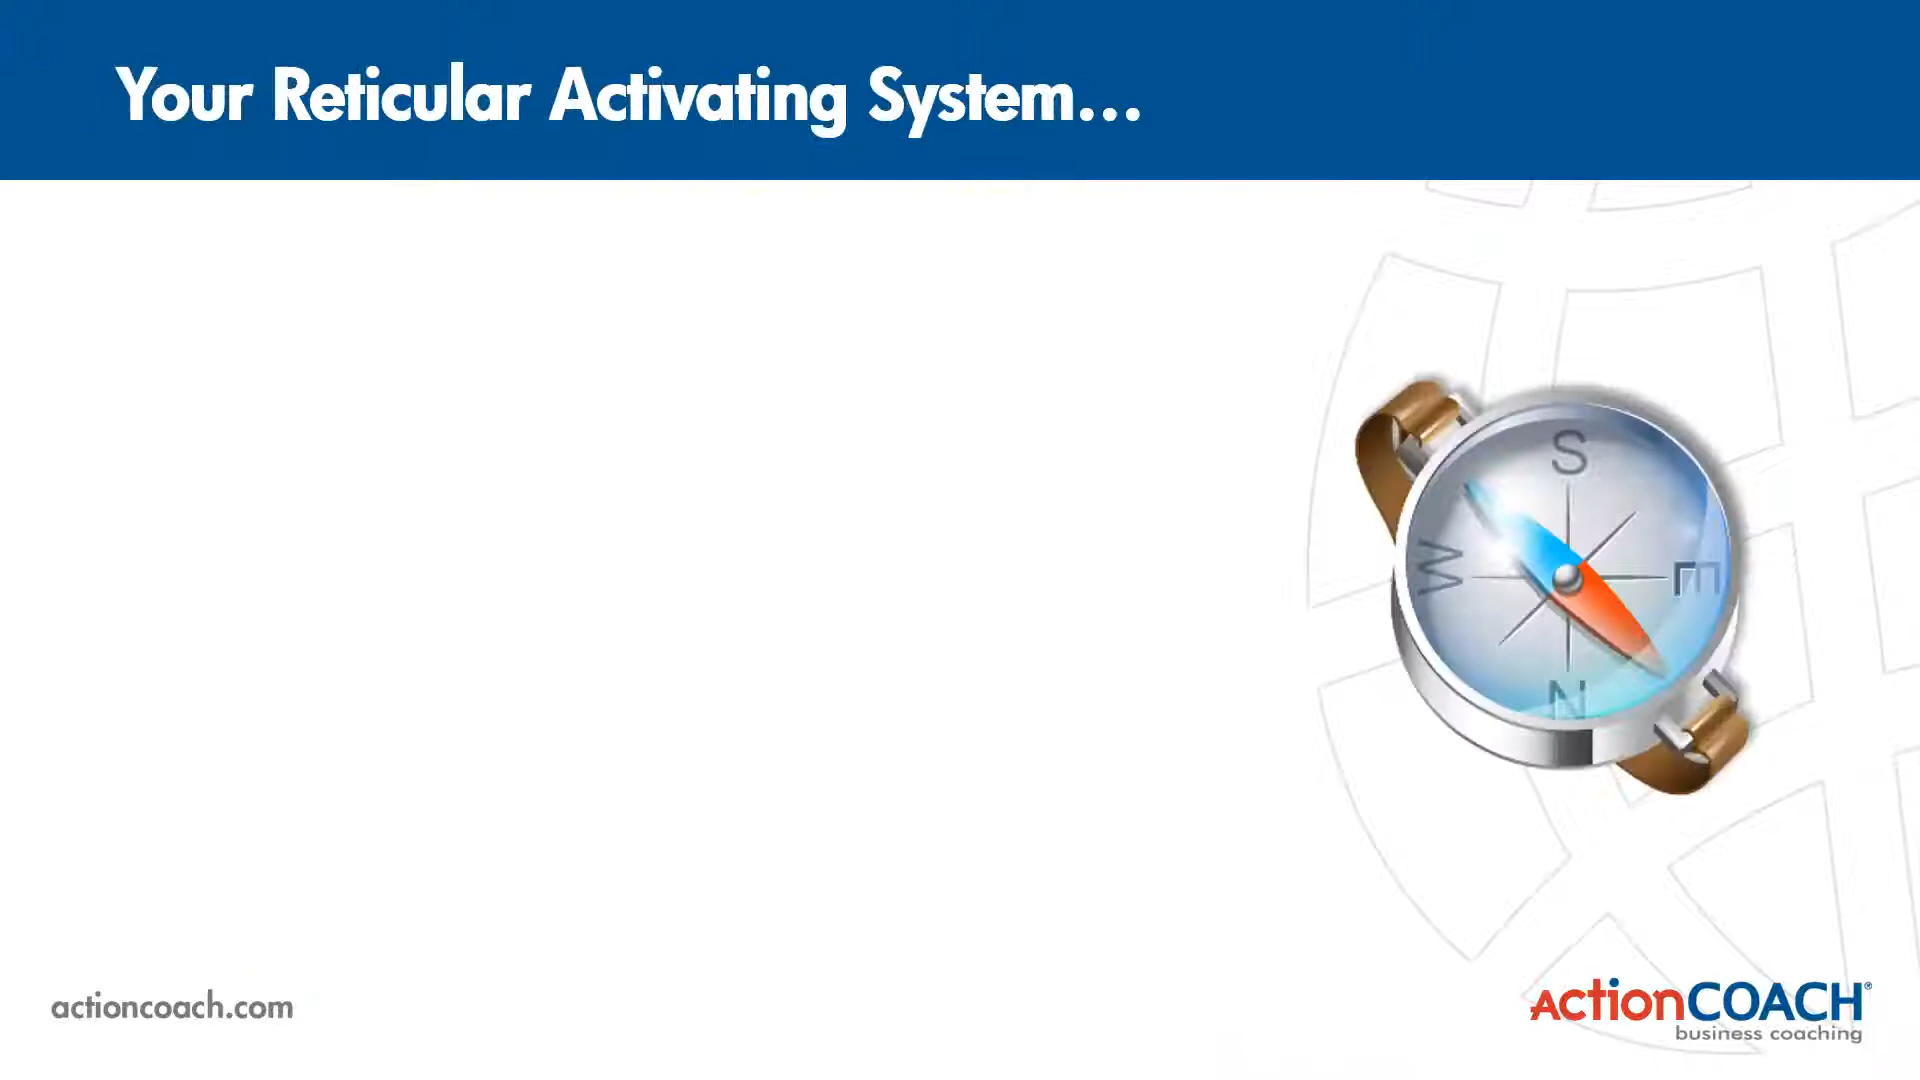 Your Reticular Activating System...
S
W
E
N
actioncoach.com
ActionCOACH®
business coaching